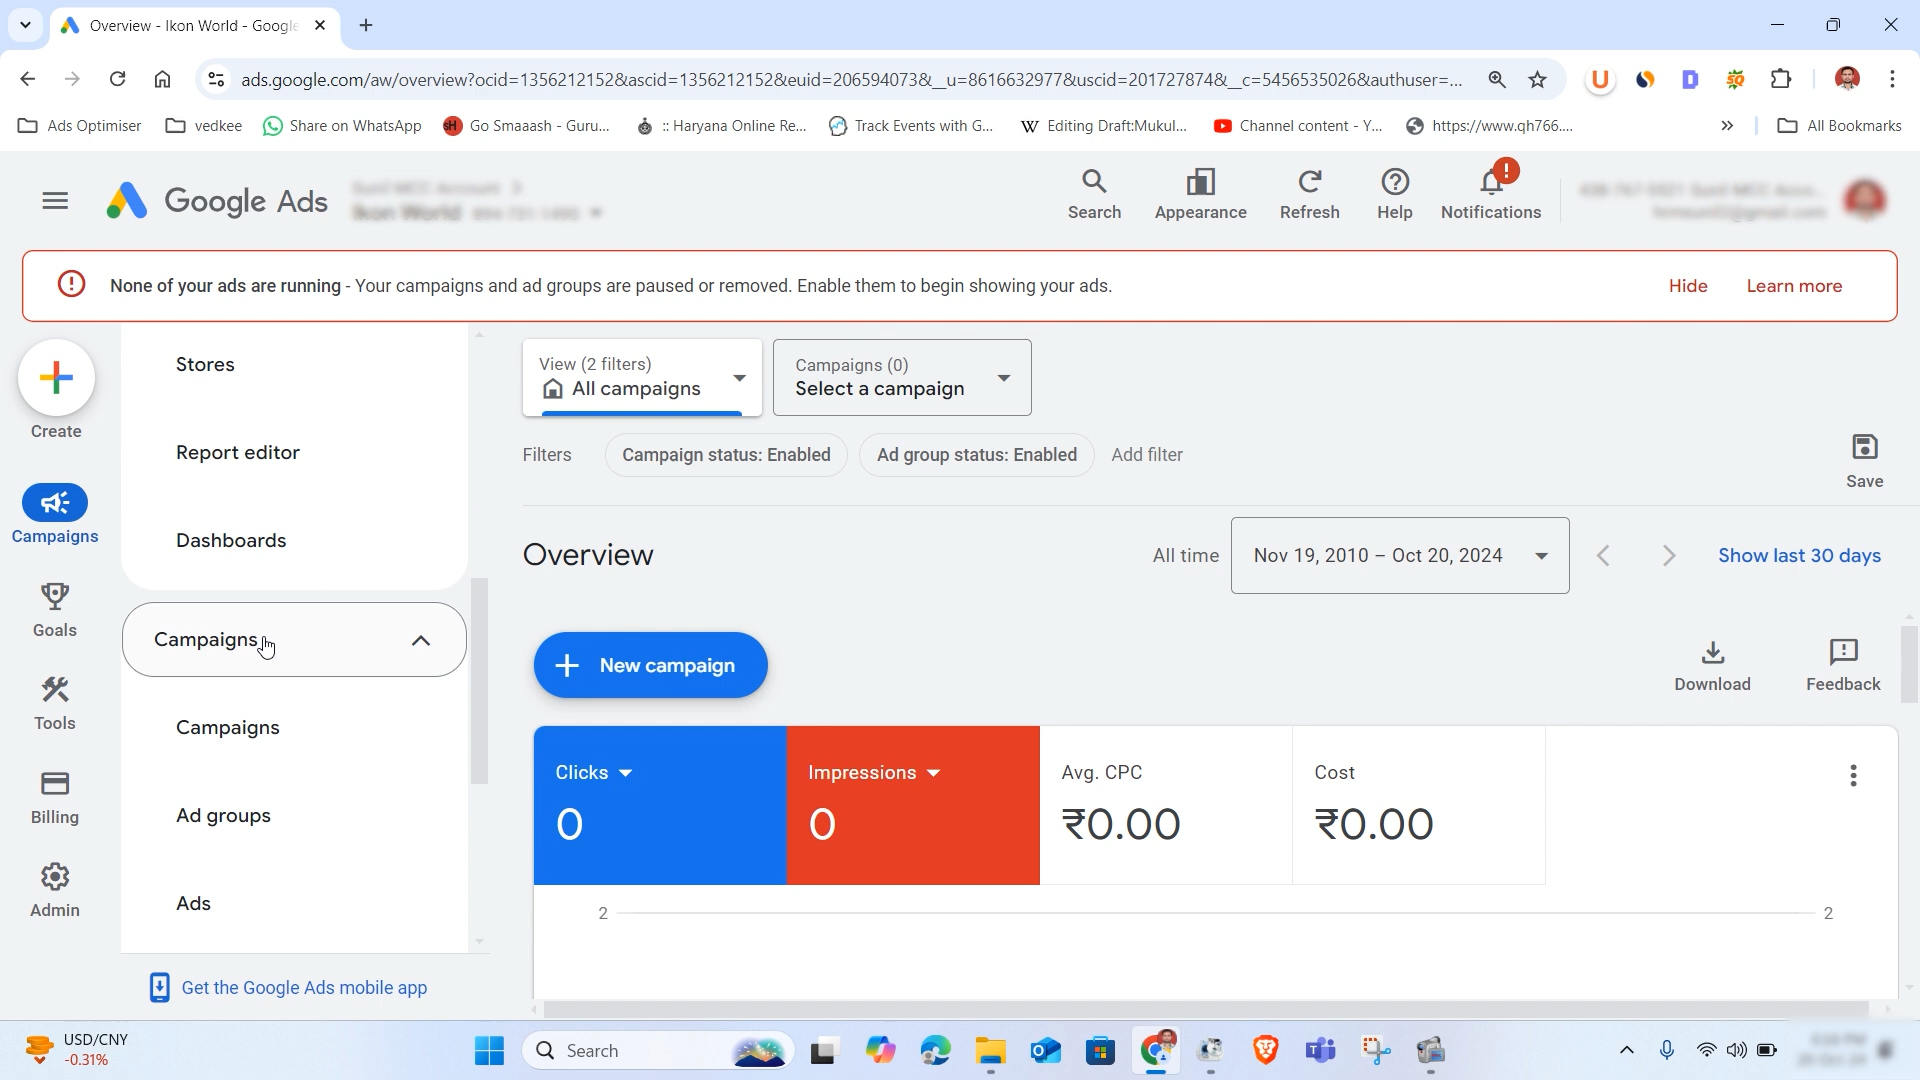 Overview - Ikon World - Google
ads.google.com/aw/overview?ocid=1356212152&ascid=1356212152&euid=206594073&__u=8616632977&uscid=201727874&__c=5456535026&authuser=...
Ads Optimiser
vedkee
Share on WhatsApp
Go Smaaash - Guru...
:: Haryana Online Re...
Track Events with G...
Editing Draft:Mukul...
Channel content - Y...
https://www.qh766....
All Bookmarks
Google Ads
Ikon World
Search
Appearance
Refresh
Help
Notifications
None of your ads are running - Your campaigns and ad groups are paused or removed. Enable them to begin showing your ads.
Hide
Learn more
Create
Campaigns
Goals
Tools
Billing
Admin
Stores
Report editor
Dashboards
Campaigns
Campaigns
Ad groups
Ads
Get the Google Ads mobile app
View (2 filters)
All campaigns
Campaigns (0)
Select a campaign
Filters
Campaign status: Enabled
Ad group status: Enabled
Add filter
Save
Overview
All time
Nov 19, 2010 – Oct 20, 2024
Show last 30 days
New campaign
Download
Feedback
Clicks
0
Impressions
0
Avg. CPC
₹0.00
Cost
₹0.00
2
2
USD/CNY
-0.31%
Search